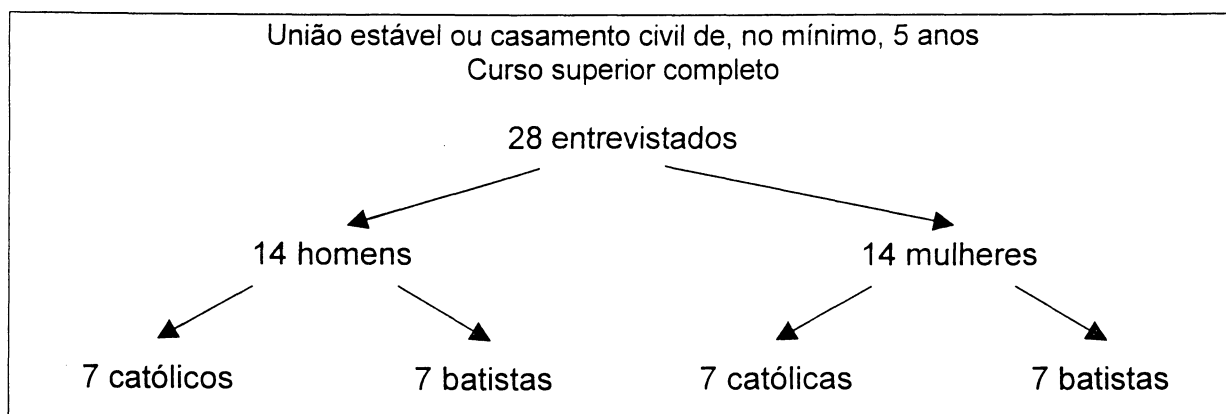 União estável ou casamento civil de, no mínimo, 5 anos
Curso superior completo
28 entrevistados
14 homens
14 mulheres
7 católicos
7 batistas
7 católicas
7 batistas